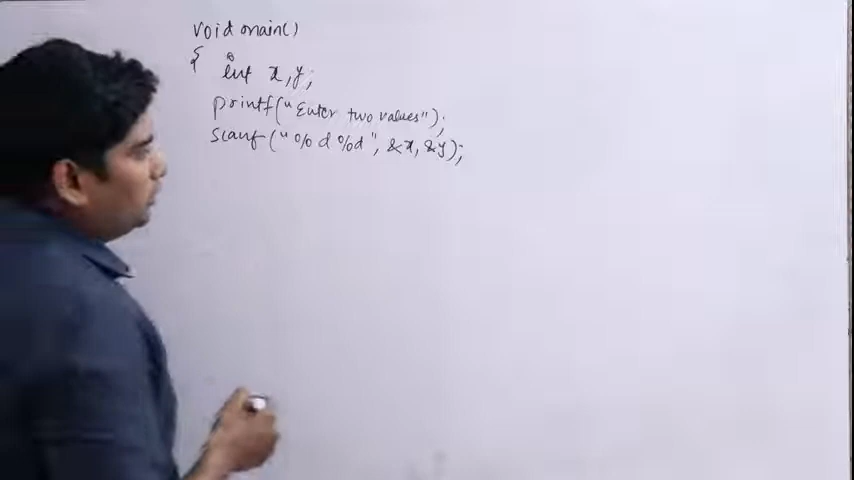 void main()
{ int x,y;
printf("Enter two values");
scanf("%d %d", &x, &y);